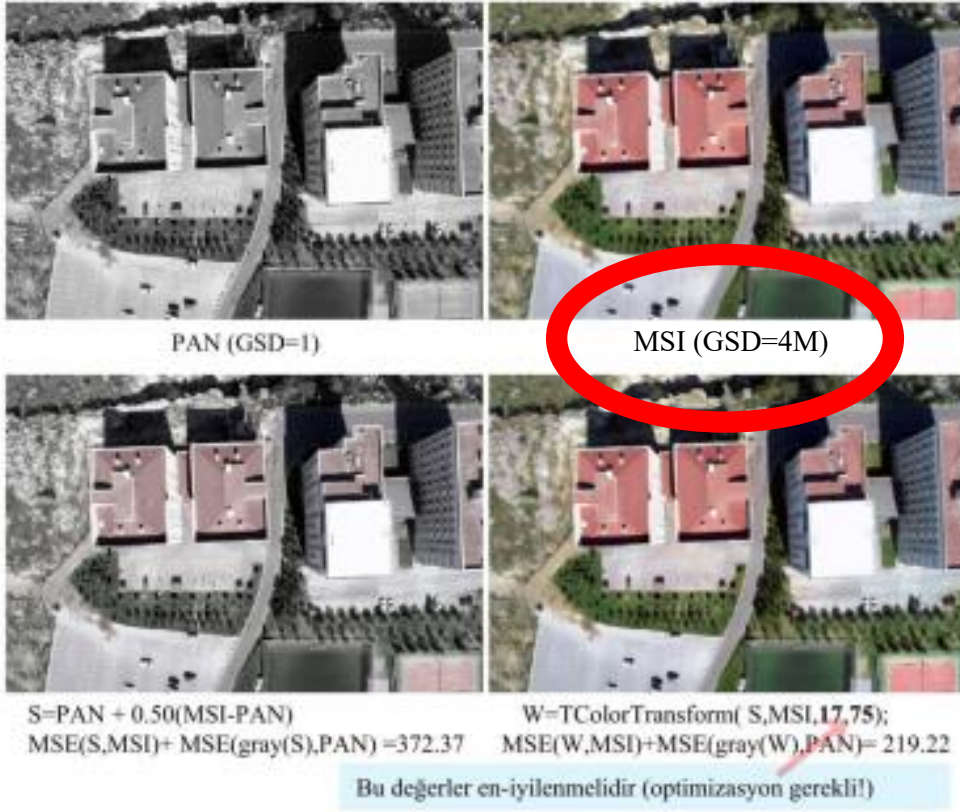 PAN (GSD=1)
MSI (GSD=4M)
S=PAN + 0.50(MSI-PAN)
MSE(S,MSI)+ MSE(gray(S),PAN) =372.37
W=TColorTransform( S,MSI,17,75);
MSE(W,MSI)+MSE(gray(W),PAN)= 219.22
Bu değerler en-iyilenmelidir (optimizasyon gerekli!)